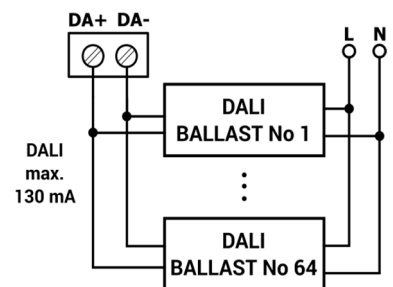 DA+ DA-
L N
DALI
BALLAST No 1
DALI
max.
130 mA
DALI
BALLAST No 64